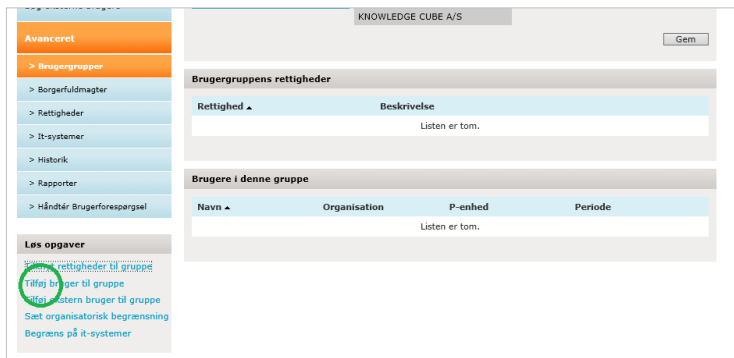 KNOWLEDGE CUBE A/S
Avanceret
Gem
> Brugergrupper
> Borgerfuldmagter
> Rettigheder
> It-systemer
> Historik
> Rapporter
> Håndtér Brugerforespørgsel
Brugergruppens rettigheder
Rettighed Beskrivelse
Listen er tom.
Brugere i denne gruppe
Navn Organisation P-enhed Periode
Listen er tom.
Løs opgaver
rettigheder til gruppe
Tilføj bruger til gruppe
Tilføj ekstern bruger til gruppe
Sæt organisatorisk begrænsning
Begræns på it-systemer